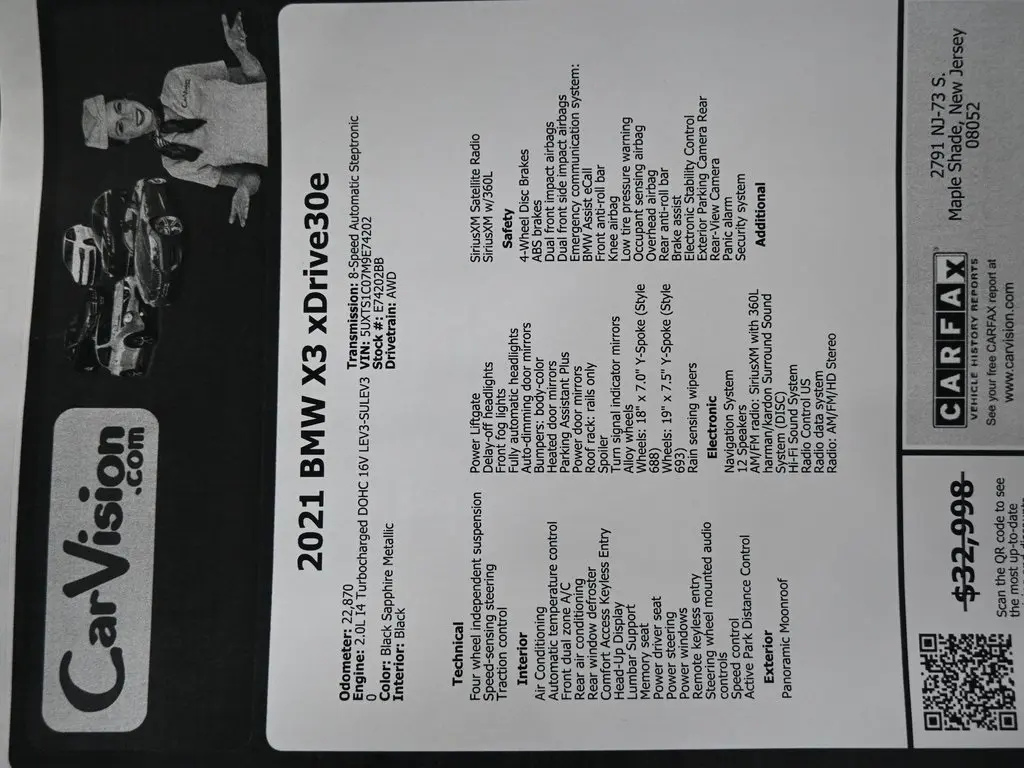 CarVision
.com
2021 BMW X3 xDrive30e
Odometer: 22,870
Engine: 2.0L I4 Turbocharged DOHC 16V LEV3-SULEV3
0
Color: Black Sapphire Metallic
Interior: Black
Transmission: 8-Speed Automatic Steptronic
VIN: 5UXTS1C07M9E74202
Stock #: E74202BB
Drivetrain: AWD
Technical
Four wheel independent suspension
Speed-sensing steering
Traction control
Interior
Air Conditioning
Automatic temperature control
Front dual zone A/C
Rear air conditioning
Rear window defroster
Comfort Access Keyless Entry
Head-Up Display
Lumbar Support
Memory seat
Power driver seat
Power steering
Power windows
Remote keyless entry
Steering wheel mounted audio
controls
Speed control
Active Park Distance Control
Exterior
Panoramic Moonroof
Power Liftgate
Delay-off headlights
Front fog lights
Fully automatic headlights
Auto-dimming door mirrors
Bumpers: body-color
Heated door mirrors
Parking Assistant Plus
Power door mirrors
Roof rack: rails only
Spoiler
Turn signal indicator mirrors
Alloy wheels
Wheels: 18" x 7.0" Y-Spoke (Style
688)
Wheels: 19" x 7.5" Y-Spoke (Style
693)
Rain sensing wipers
Electronic
Navigation System
12 Speakers
AM/FM radio: SiriusXM with 360L
harman/kardon Surround Sound
System (DISC)
Hi-Fi Sound System
Radio Control US
Radio data system
Radio: AM/FM/HD Stereo
SiriusXM Satellite Radio
SiriusXM w/360L
Safety
4-Wheel Disc Brakes
ABS brakes
Dual front impact airbags
Dual front side impact airbags
Emergency communication system:
BMW Assist eCall
Front anti-roll bar
Knee airbag
Low tire pressure warning
Occupant sensing airbag
Overhead airbag
Rear anti-roll bar
Brake assist
Electronic Stability Control
Exterior Parking Camera Rear
Rear-View Camera
Panic alarm
Security system
Additional
$32,998
Scan the QR code to see
the most up-to-date
CARFAX
VEHICLE HISTORY REPORTS
See your free CARFAX report at
www.carvision.com
2791 NJ-73 S.
Maple Shade, New Jersey
08052